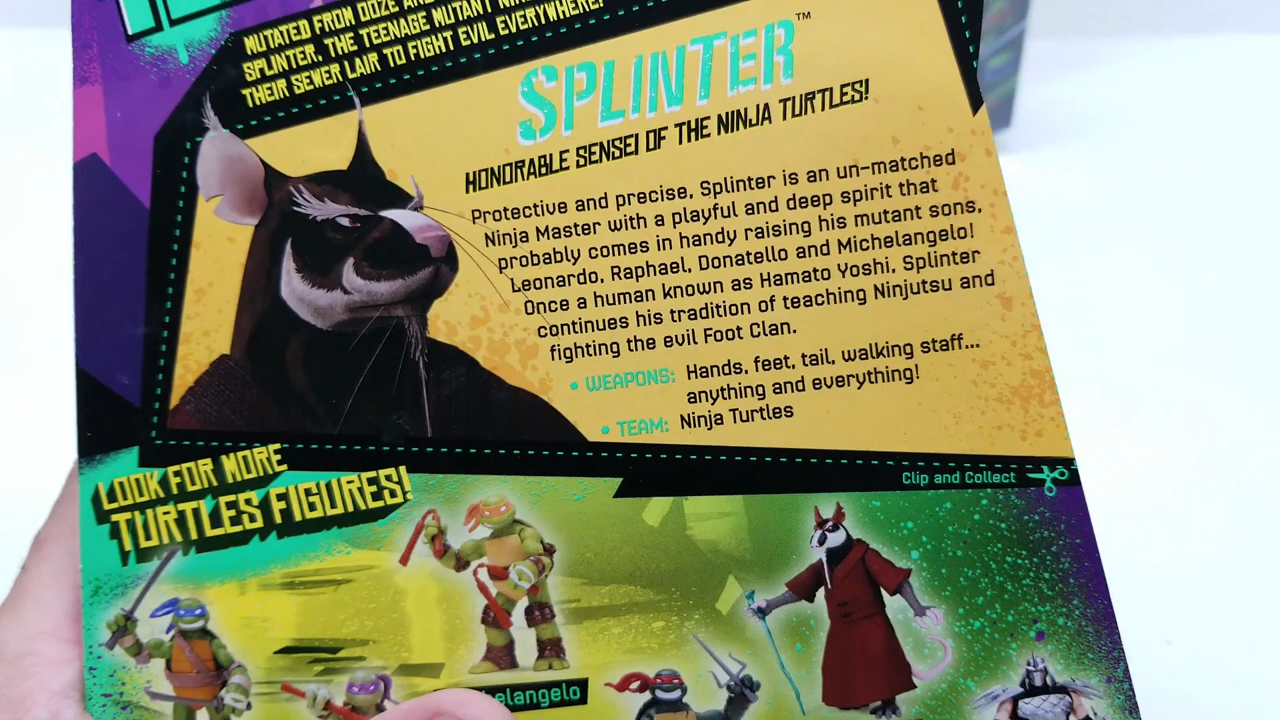 MUTATED FROM OOZE AND
SPLINTER, THE TEENAGE MUTANT
THEIR SEWER LAIR TO FIGHT EVIL EVERYWHERE!
SPLINTER™
HONORABLE SENSEI OF THE NINJA TURTLES!
Protective and precise, Splinter is an un-matched
Ninja Master with a playful and deep spirit that
probably comes in handy raising his mutant sons,
Leonardo, Raphael, Donatello and Michelangelo!
Once a human known as Hamato Yoshi, Splinter
continues his tradition of teaching Ninjutsu and
fighting the evil Foot Clan.
• WEAPONS: Hands, feet, tail, walking staff...
anything and everything!
• TEAM: Ninja Turtles
Clip and Collect
LOOK FOR MORE
TURTLES FIGURES!
helangelo